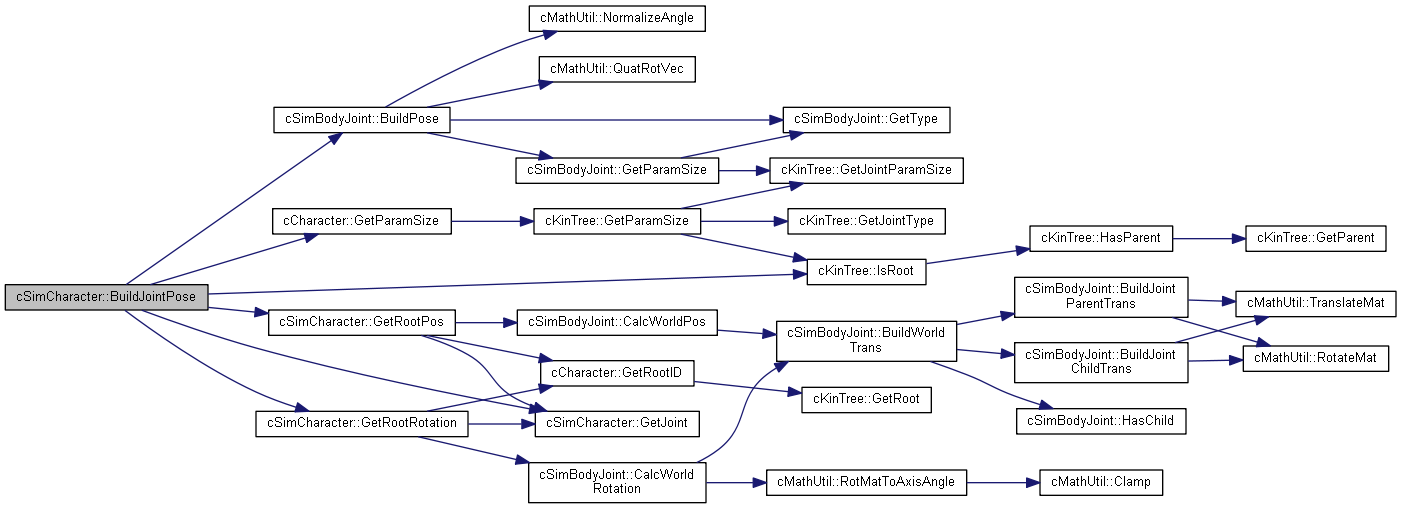 cSimCharacter::BuildJointPose
cSimBodyJoint::BuildPose
cCharacter::GetParamSize
cSimCharacter::GetRootPos
cSimCharacter::GetRootRotation
cMathUtil::NormalizeAngle
cMathUtil::QuatRotVec
cSimBodyJoint::GetParamSize
cKinTree::GetParamSize
cSimBodyJoint::CalcWorldPos
cCharacter::GetRootID
cSimCharacter::GetJoint
cSimBodyJoint::CalcWorld
Rotation
cSimBodyJoint::GetType
cKinTree::GetJointParamSize
cKinTree::GetJointType
cKinTree::IsRoot
cSimBodyJoint::BuildWorld
Trans
cKinTree::GetRoot
cMathUtil::RotMatToAxisAngle
cKinTree::HasParent
cSimBodyJoint::BuildJoint
ParentTrans
cSimBodyJoint::BuildJoint
ChildTrans
cSimBodyJoint::HasChild
cMathUtil::Clamp
cKinTree::GetParent
cMathUtil::TranslateMat
cMathUtil::RotateMat